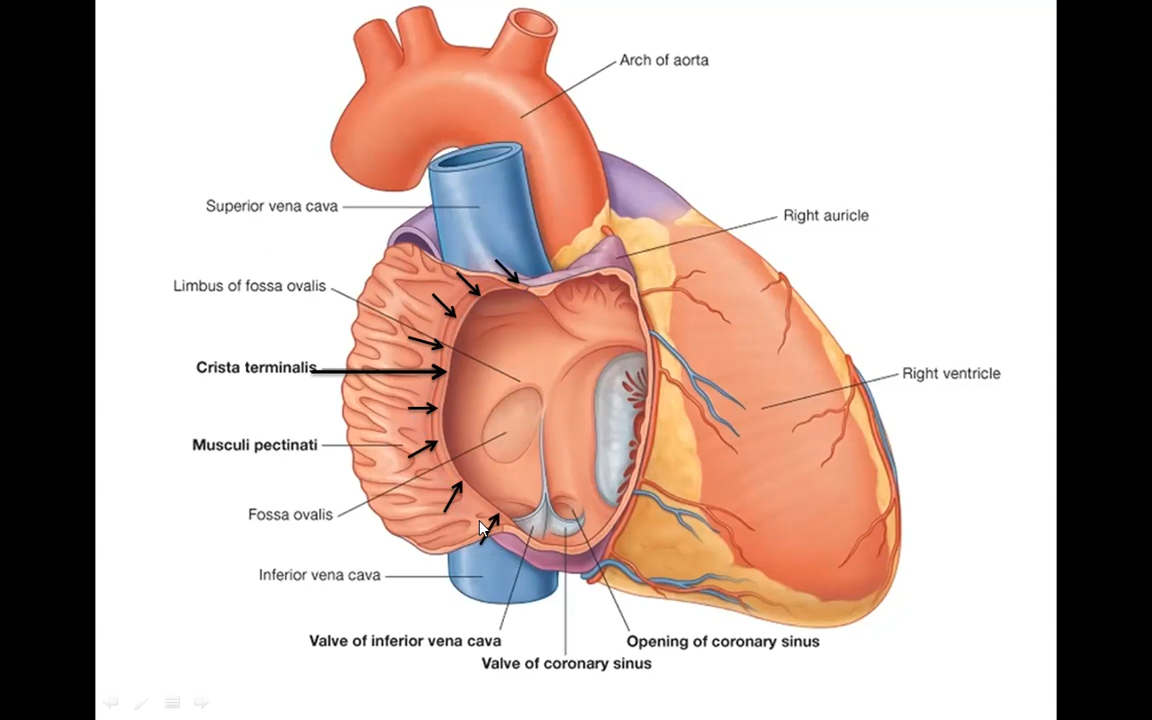 Arch of aorta
Superior vena cava
Right auricle
Limbus of fossa ovalis
Crista terminalis
Right ventricle
Musculi pectinati
Fossa ovalis
Inferior vena cava
Valve of inferior vena cava
Opening of coronary sinus
Valve of coronary sinus